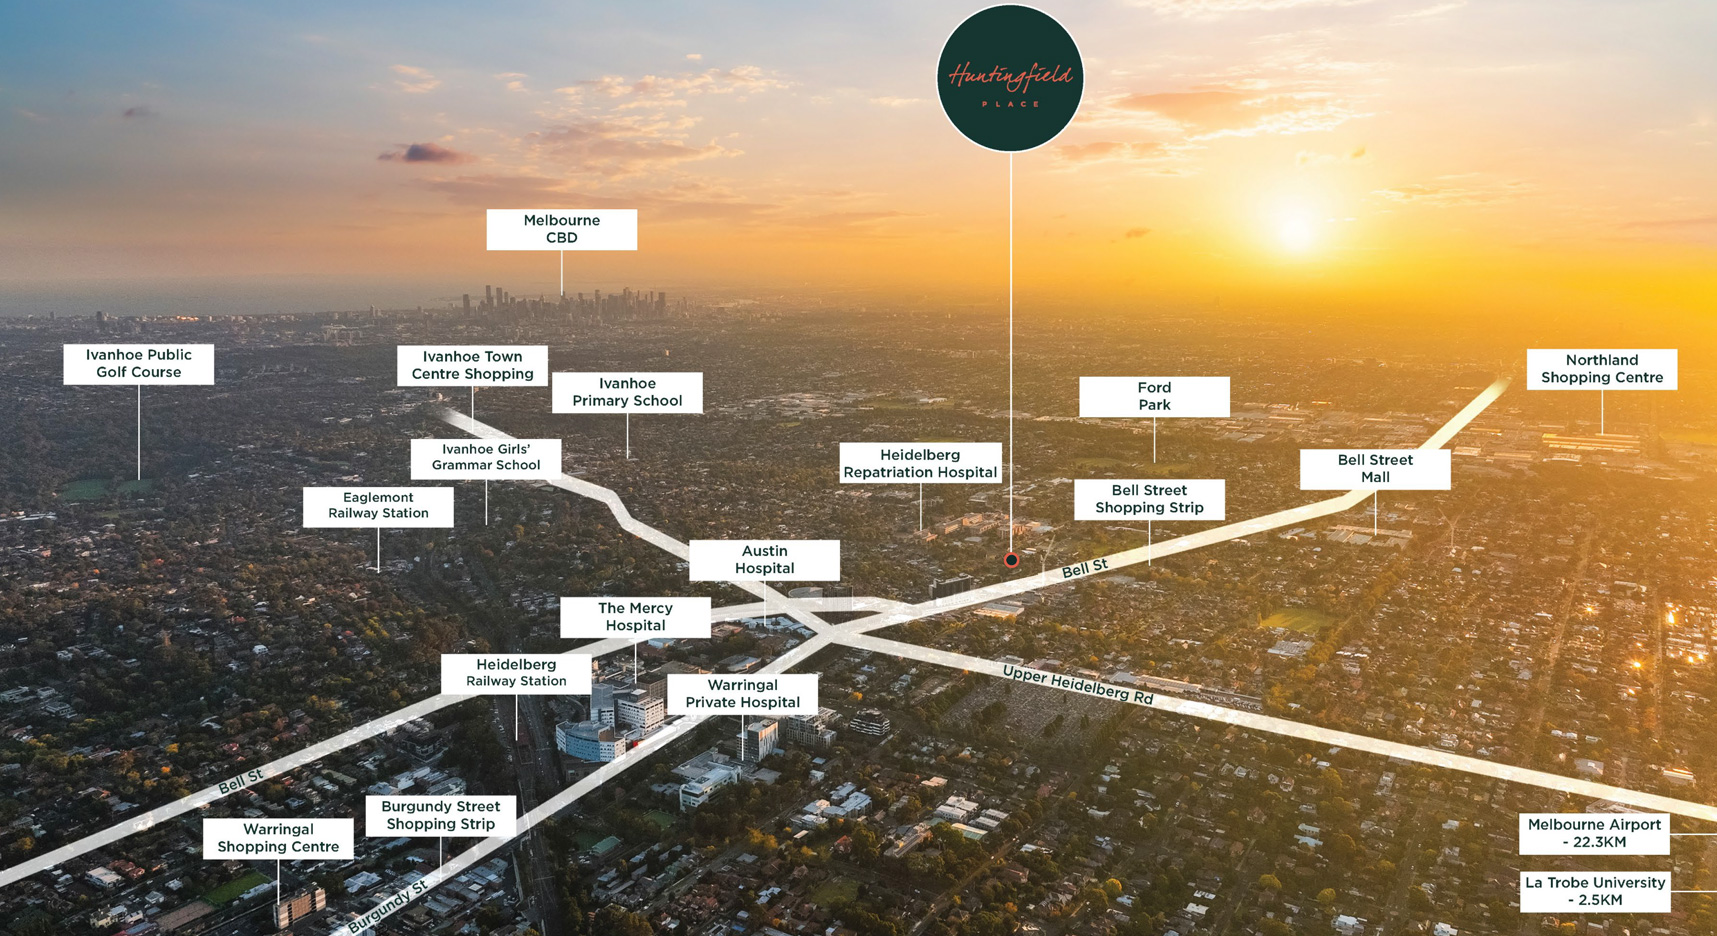 Huntingfield
PLACE
Melbourne
CBD
Ivanhoe Public
Golf Course
Ivanhoe Town
Centre Shopping
Ivanhoe
Primary School
Ford
Park
Northland
Shopping Centre
Ivanhoe Girls'
Grammar School
Heidelberg
Repatriation Hospital
Bell Street
Mall
Eaglemont
Railway Station
Bell Street
Shopping Strip
Austin
Hospital
Bell St
The Mercy
Hospital
Heidelberg
Railway Station
Warringal
Private Hospital
Upper Heidelberg Rd
Bell St
Burgundy Street
Shopping Strip
Warringal
Shopping Centre
Burgundy St
Melbourne Airport
- 22.3KM
La Trobe University
- 2.5KM